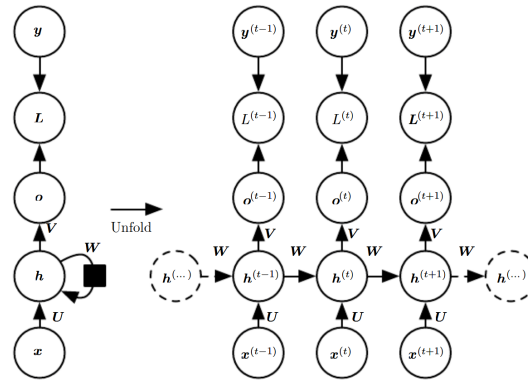 y y^(t−1) y^(t) y^(t+1)
L L^(t−1) L^(t) L^(t+1)
o o^(t−1) o^(t) o^(t+1)
Unfold
V V V V
W W W W W
h h^(...) h^(t−1) h^(t) h^(t+1) h^(...)
U U U U
x x^(t−1) x^(t) x^(t+1)